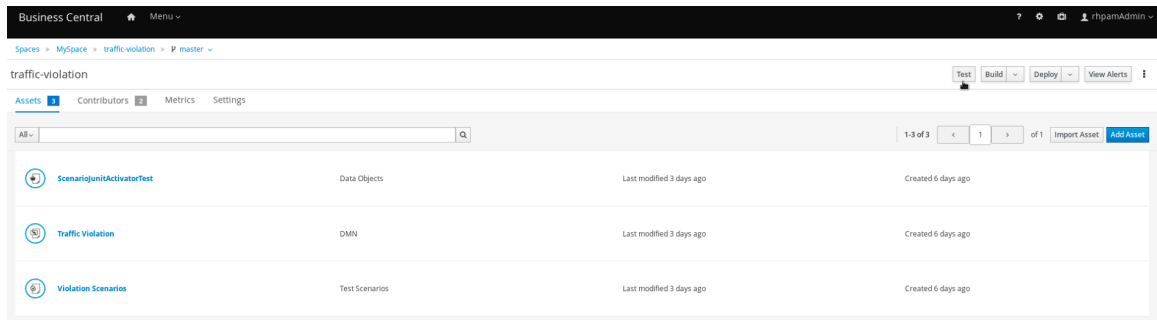 Business Central Menu ? rhpamAdmin
Spaces » MySpace » traffic-violation » master
traffic-violation Test Build Deploy View Alerts
Assets 3 Contributors 2 Metrics Settings
All 1-3 of 3 < 1 > of 1 Import Asset Add Asset
ScenarioJunitActivatorTest Data Objects Last modified 3 days ago Created 6 days ago
Traffic Violation DMN Last modified 3 days ago Created 6 days ago
Violation Scenarios Test Scenarios Last modified 3 days ago Created 6 days ago